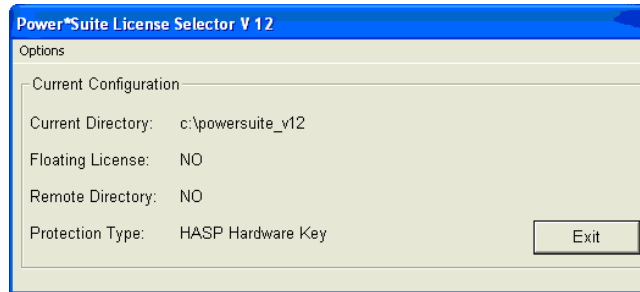 Power*Suite License Selector V 12
Options
Current Configuration
Current Directory: c:\powersuite_v12
Floating License: NO
Remote Directory: NO
Protection Type: HASP Hardware Key
Exit